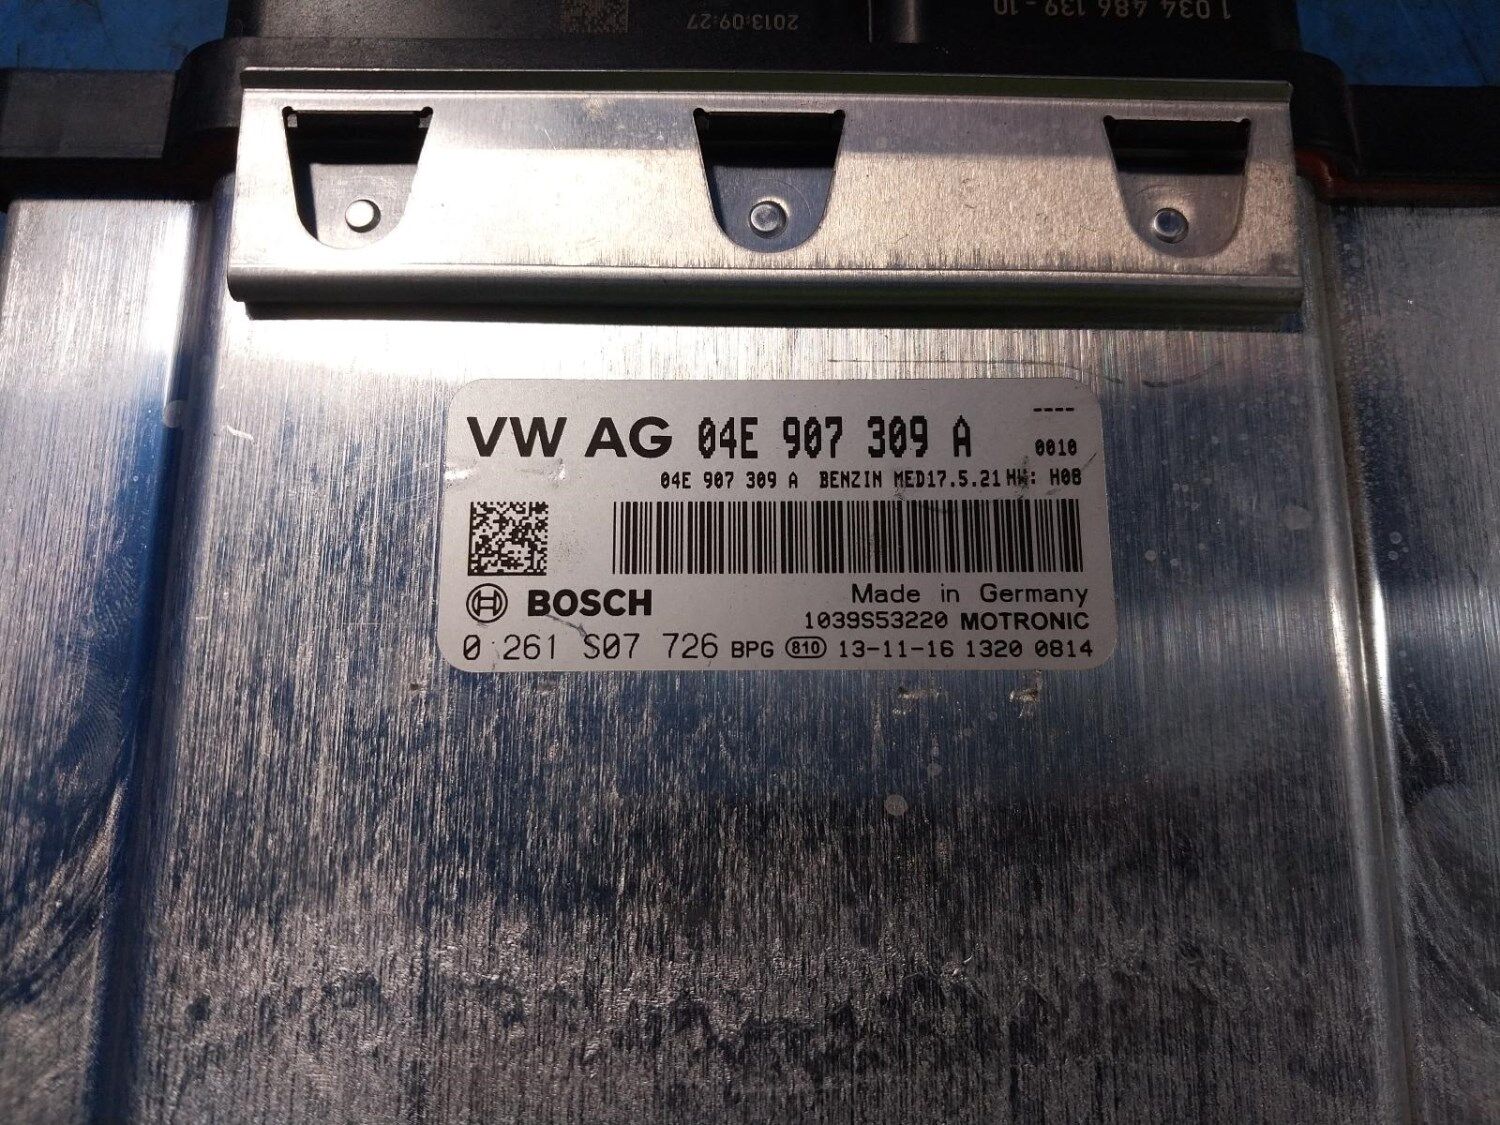 1 034 486 139-10
2013:09:27
----
VW AG 04E 907 309 A 0010
04E 907 309 A BENZIN MED17.5.21 HW: H08
BOSCH Made in Germany
1039S53220 MOTRONIC
0 261 S07 726 BPG 810 13-11-16 1320 0814